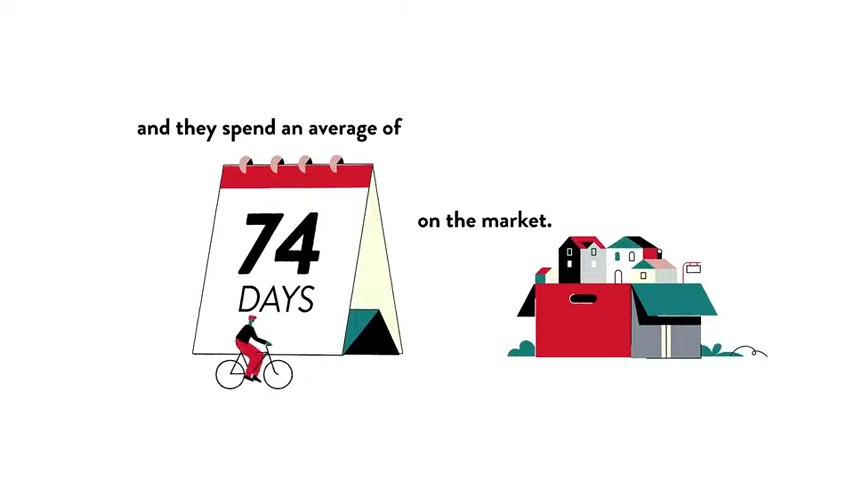 and they spend an average of
74
DAYS
on the market.